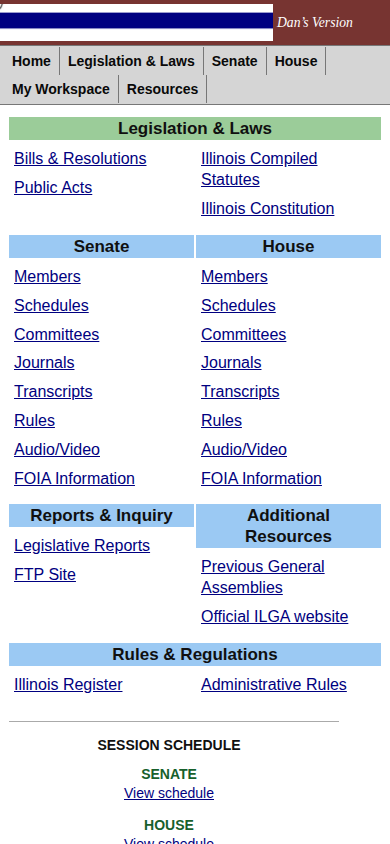 Dan's Version
Home
Legislation & Laws
Senate
House
My Workspace
Resources
Legislation & Laws
Bills & Resolutions
Public Acts
Illinois Compiled
Statutes
Illinois Constitution
Senate
Members
Schedules
Committees
Journals
Transcripts
Rules
Audio/Video
FOIA Information
House
Members
Schedules
Committees
Journals
Transcripts
Rules
Audio/Video
FOIA Information
Reports & Inquiry
Legislative Reports
FTP Site
Additional
Resources
Previous General
Assemblies
Official ILGA website
Rules & Regulations
Illinois Register
Administrative Rules
SESSION SCHEDULE
SENATE
View schedule
HOUSE
View schedule